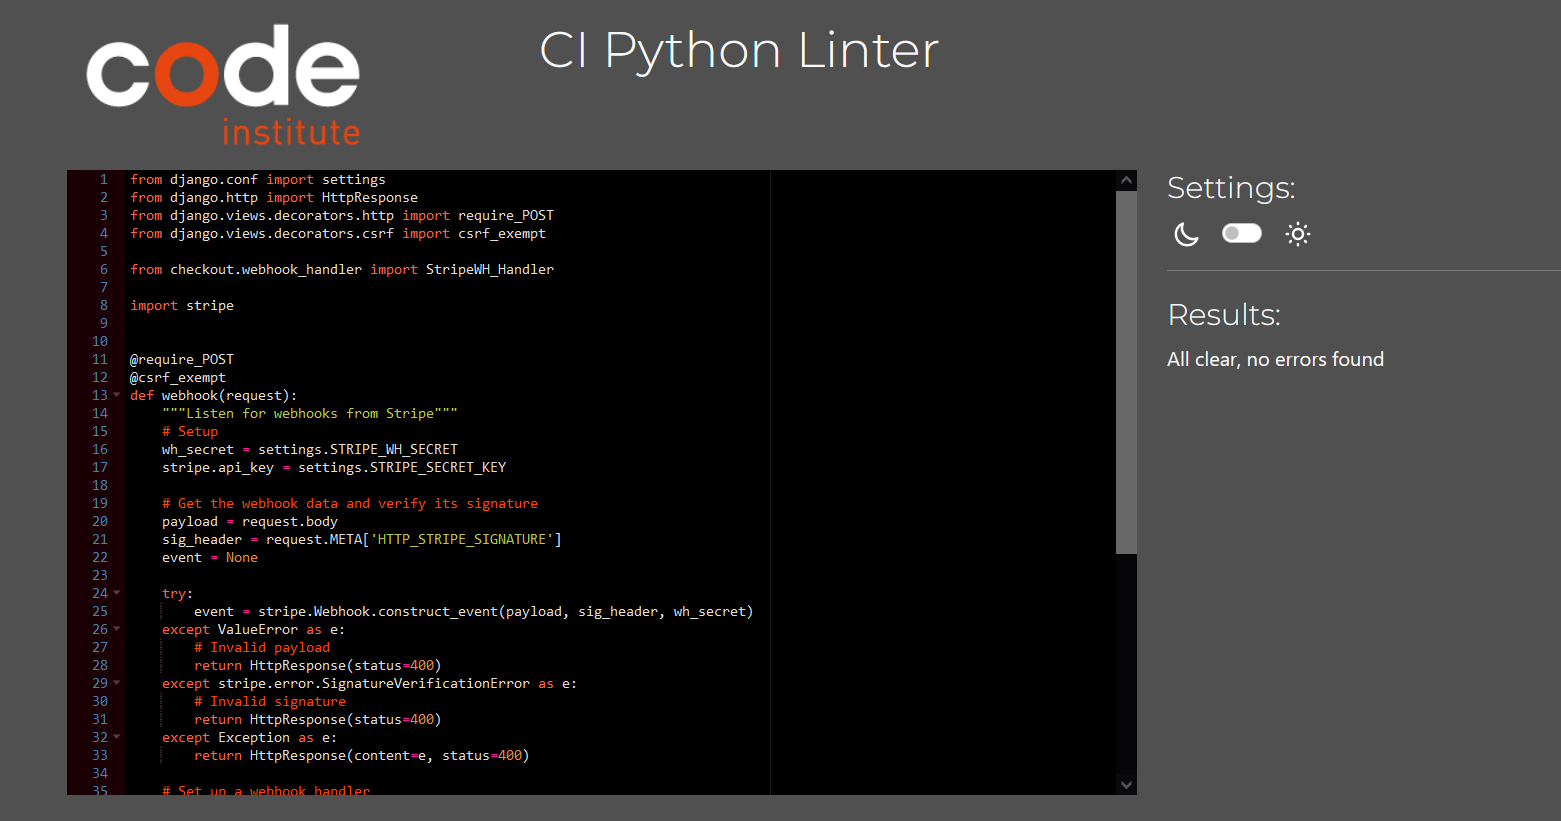 code
institute
CI Python Linter
1 from django.conf import settings
2 from django.http import HttpResponse
3 from django.views.decorators.http import require_POST
4 from django.views.decorators.csrf import csrf_exempt
5
6 from checkout.webhook_handler import StripeWH_Handler
7
8 import stripe
9
10
11 @require_POST
12 @csrf_exempt
13 def webhook(request):
14     """Listen for webhooks from Stripe"""
15     # Setup
16     wh_secret = settings.STRIPE_WH_SECRET
17     stripe.api_key = settings.STRIPE_SECRET_KEY
18
19     # Get the webhook data and verify its signature
20     payload = request.body
21     sig_header = request.META['HTTP_STRIPE_SIGNATURE']
22     event = None
23
24     try:
25         event = stripe.Webhook.construct_event(payload, sig_header, wh_secret)
26     except ValueError as e:
27         # Invalid payload
28         return HttpResponse(status=400)
29     except stripe.error.SignatureVerificationError as e:
30         # Invalid signature
31         return HttpResponse(status=400)
32     except Exception as e:
33         return HttpResponse(content=e, status=400)
34
35     # Set up a webhook handler
Settings:
Results:
All clear, no errors found